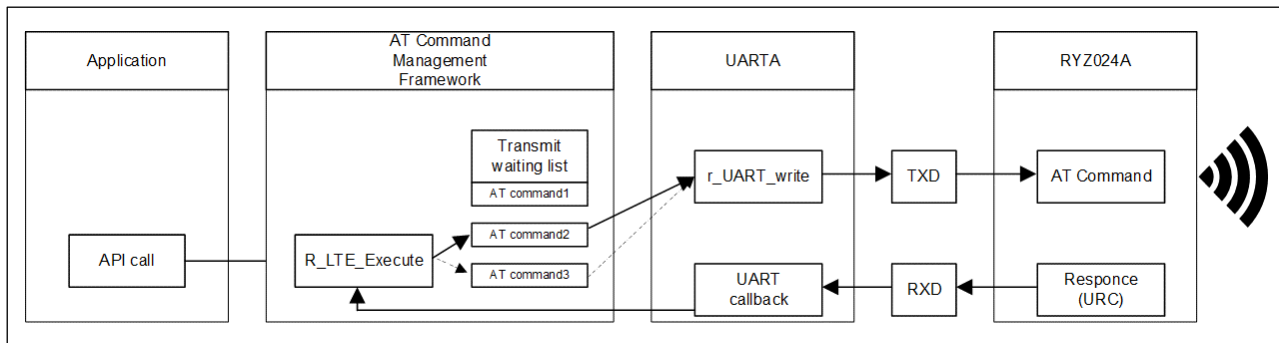 Application
AT Command
Management
Framework
UARTA
RYZ024A
Transmit
waiting list
AT command1
AT command2
AT command3
R_LTE_Execute
API call
r_UART_write
TXD
AT Command
UART
callback
RXD
Responce
(URC)